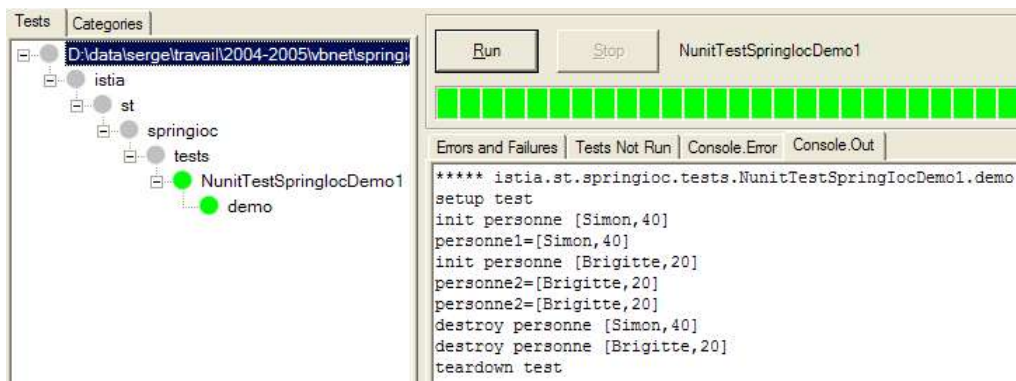 Tests Categories
D:\data\serge\travail\2004-2005\vbnet\springi
istia
st
springioc
tests
NunitTestSpringIocDemo1
demo
Run Stop NunitTestSpringIocDemo1
Errors and Failures Tests Not Run Console.Error Console.Out
***** istia.st.springioc.tests.NunitTestSpringIocDemo1.demo
setup test
init personne [Simon,40]
personne1=[Simon,40]
init personne [Brigitte,20]
personne2=[Brigitte,20]
personne2=[Brigitte,20]
destroy personne [Simon,40]
destroy personne [Brigitte,20]
teardown test